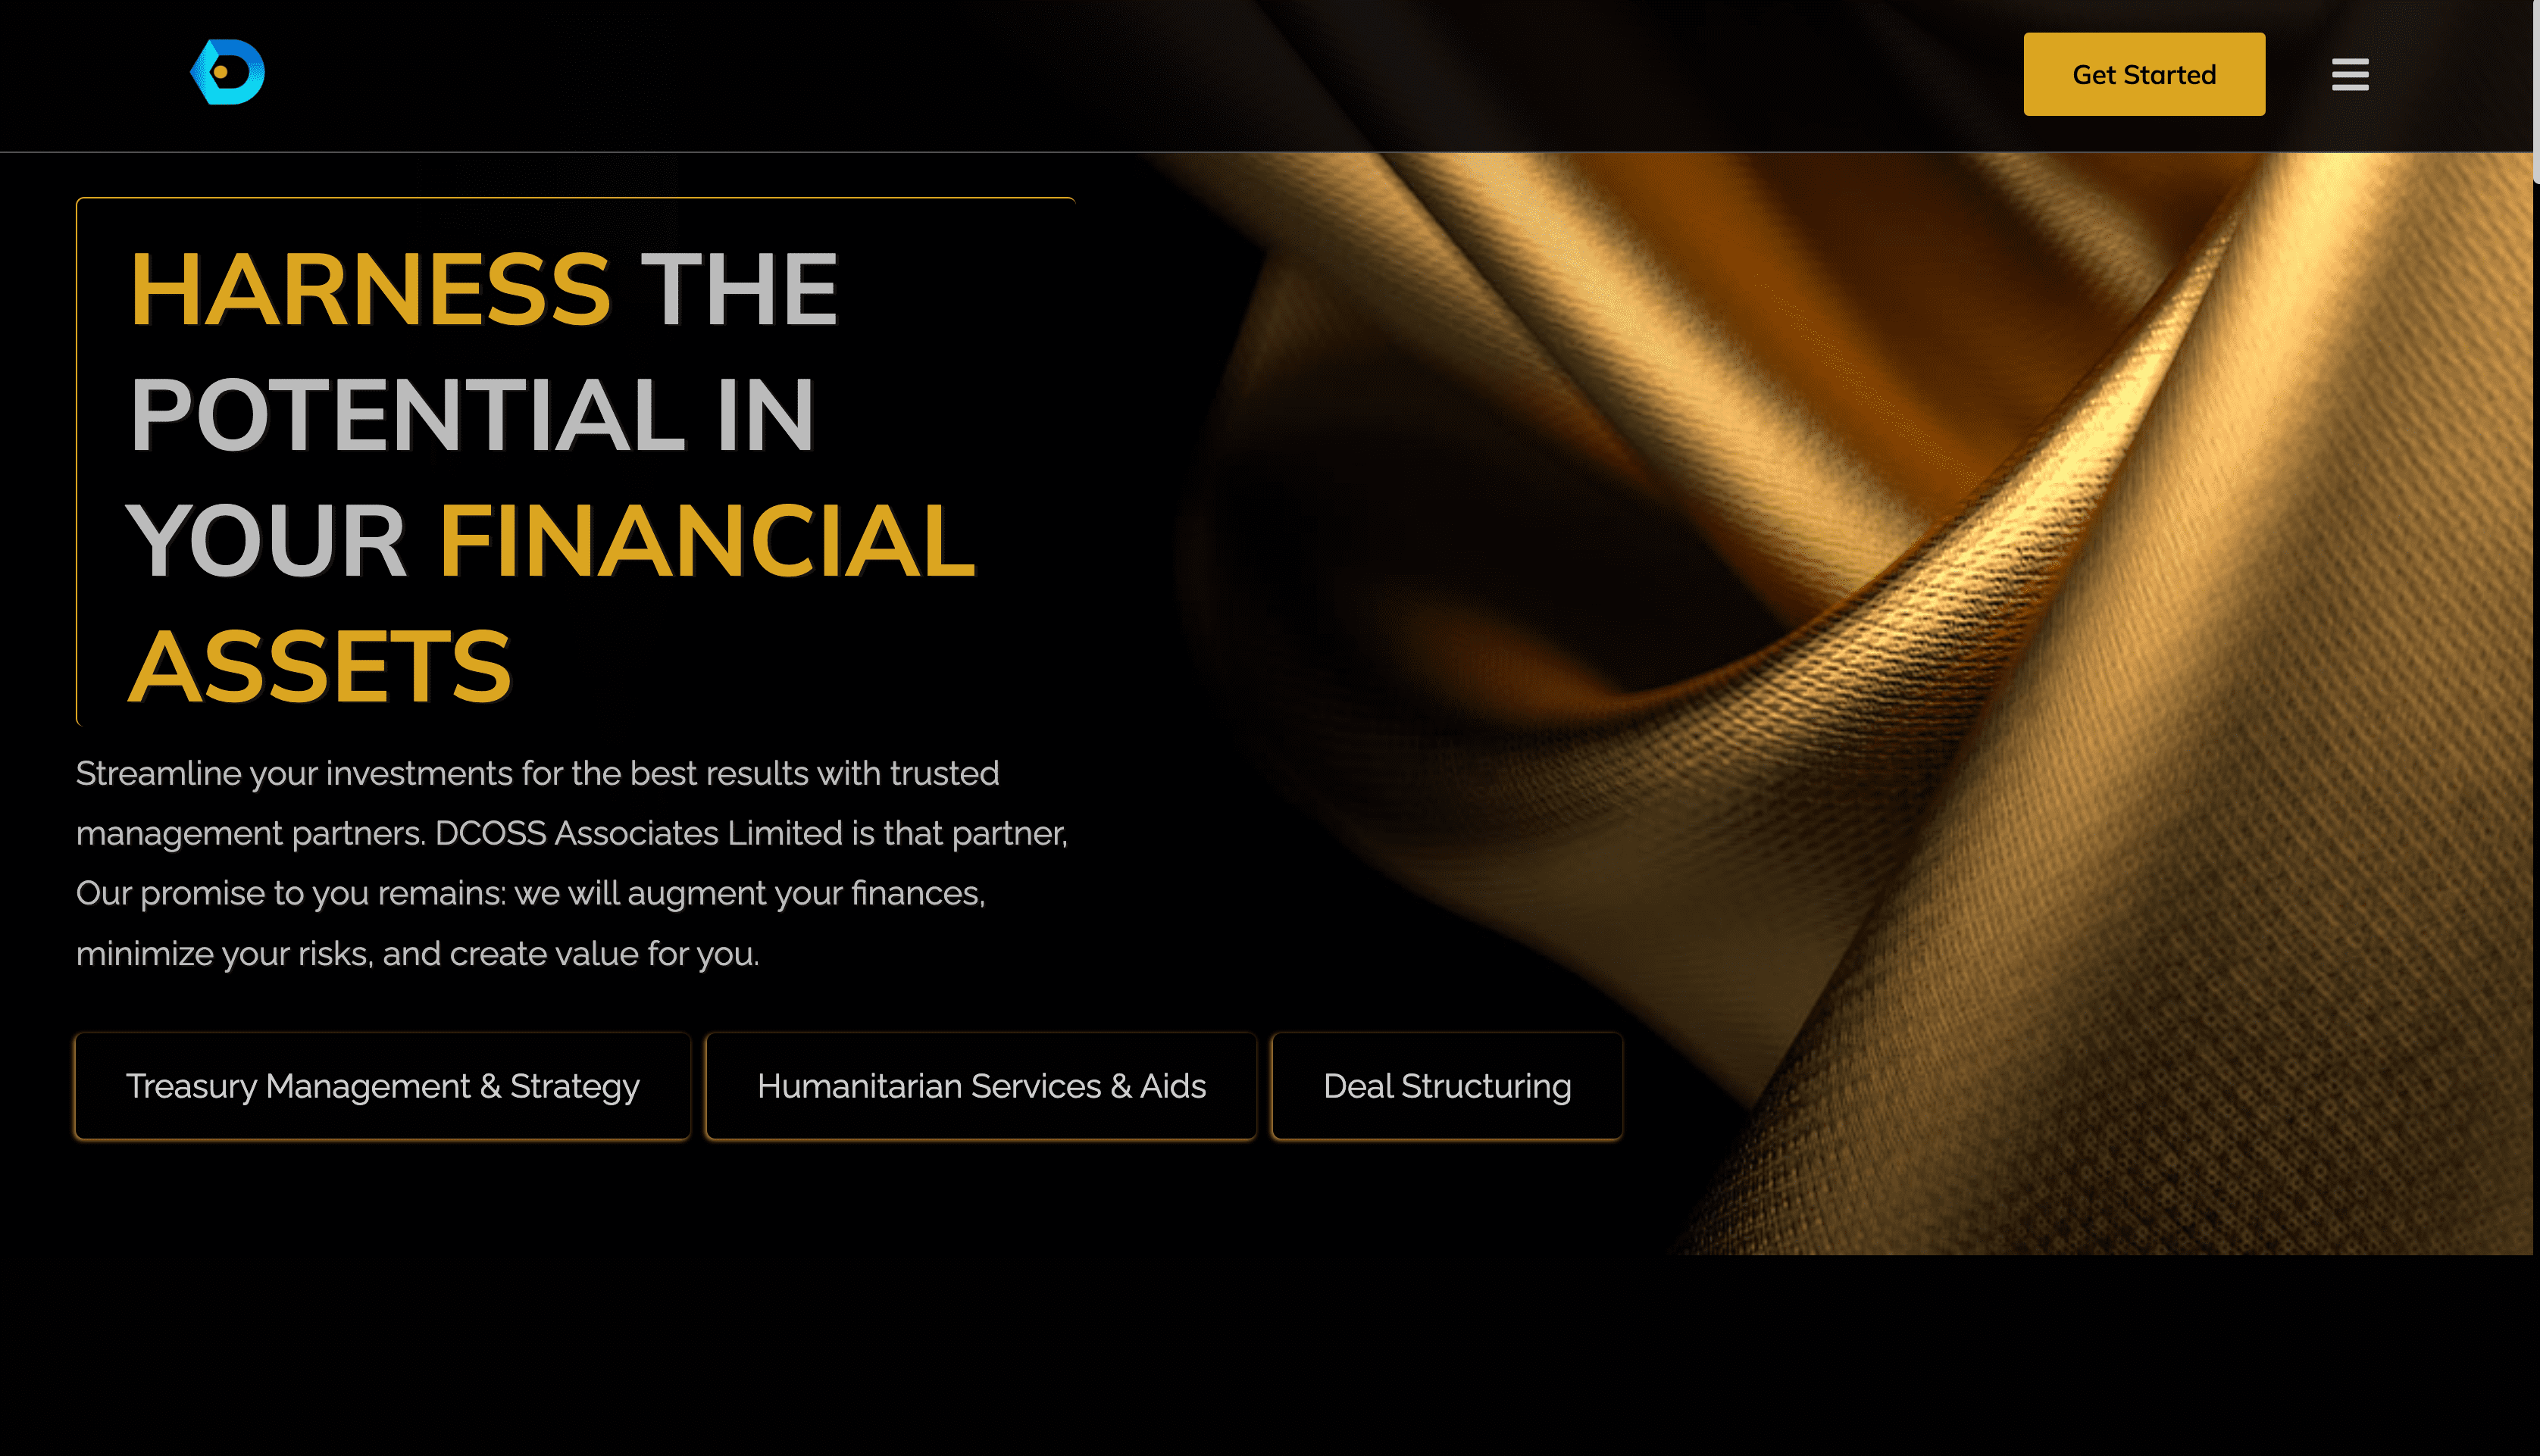 Get Started
HARNESS THE
POTENTIAL IN
YOUR FINANCIAL
ASSETS
Streamline your investments for the best results with trusted
management partners. DCOSS Associates Limited is that partner,
Our promise to you remains: we will augment your finances,
minimize your risks, and create value for you.
Treasury Management & Strategy
Humanitarian Services & Aids
Deal Structuring